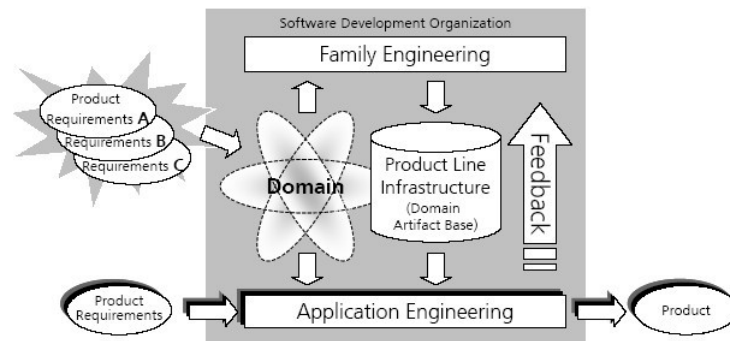 Software Development Organization
Family Engineering
Product
Requirements A
Requirements B
Requirements C
Domain
Product Line
Infrastructure
(Domain
Artifact Base)
Feedback
Product
Requirements
Application Engineering
Product